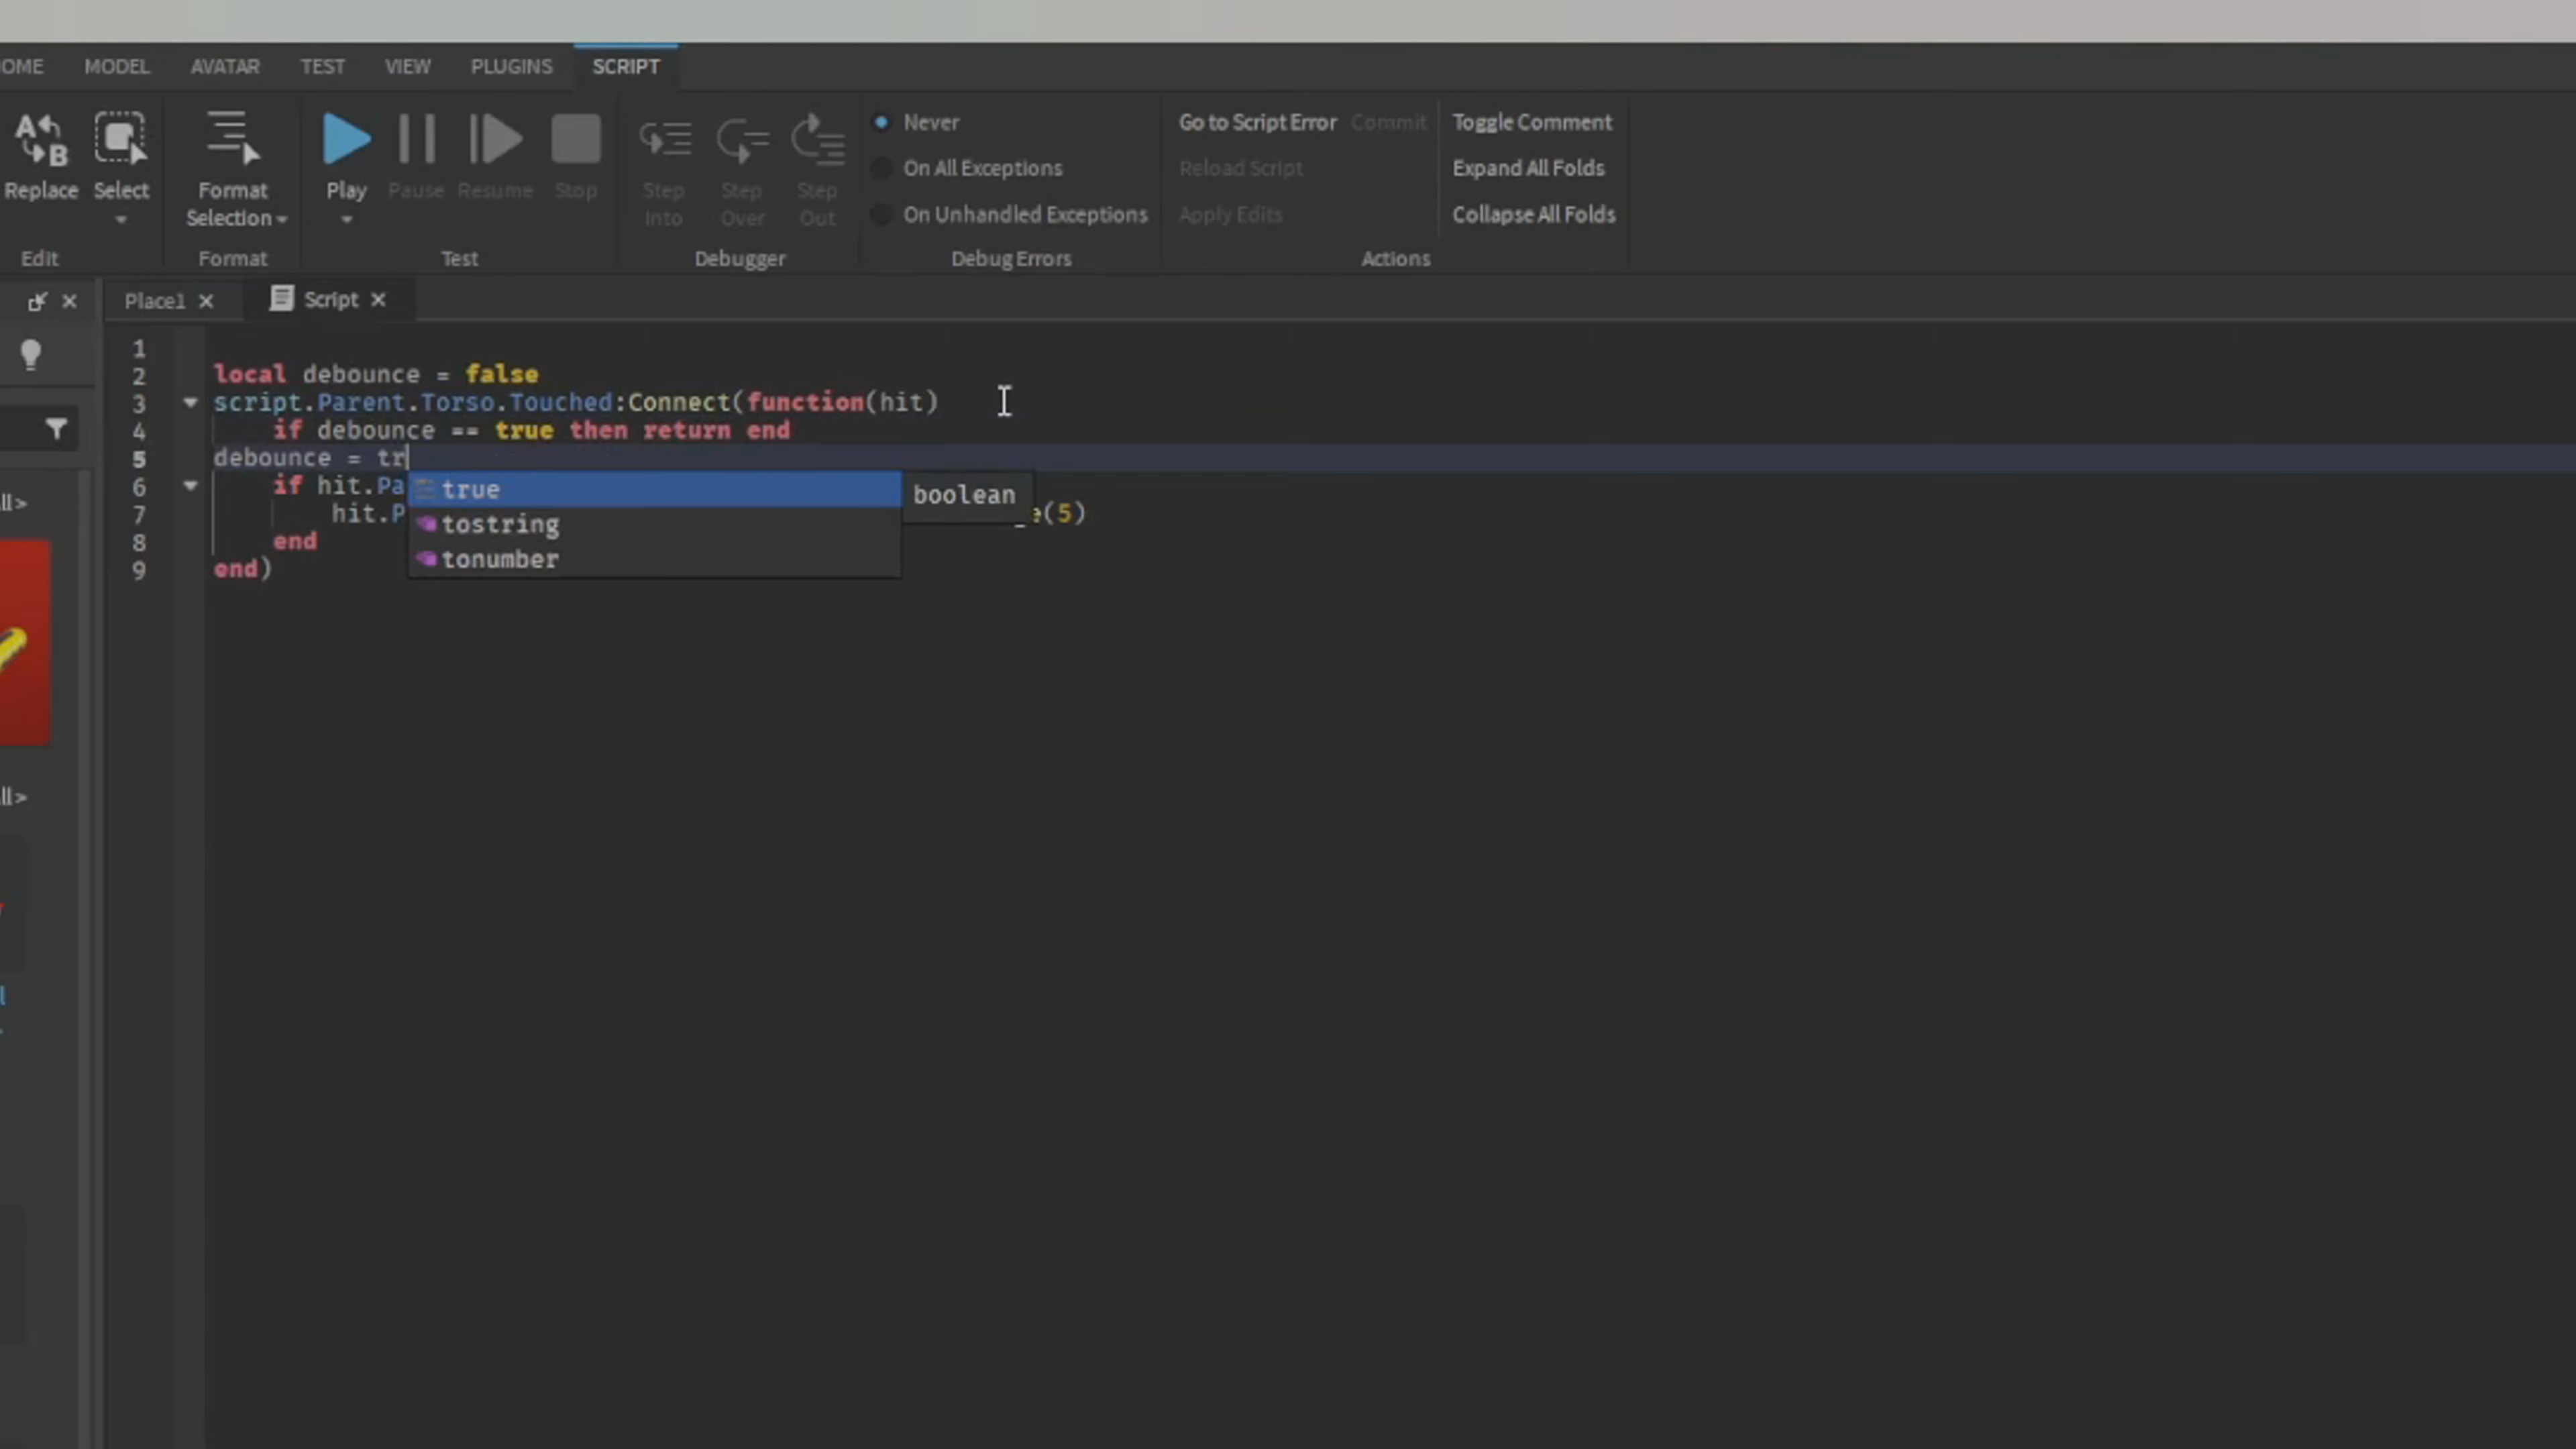 OME MODEL AVATAR TEST VIEW PLUGINS SCRIPT
Replace Select Format Selection Play Pause Resume Stop Step Into Step Over Step Out
Never
On All Exceptions
On Unhandled Exceptions
Go to Script Error Commit
Reload Script
Apply Edits
Toggle Comment
Expand All Folds
Collapse All Folds
Edit Format Test Debugger Debug Errors Actions
Place1 Script
1
2 local debounce = false
3 script.Parent.Torso.Touched:Connect(function(hit)
4 if debounce == true then return end
5 debounce = tr
6 if hit.Pa
7 hit.P e(5)
8 end
9 end)
true boolean
tostring
tonumber
ll>
ll>